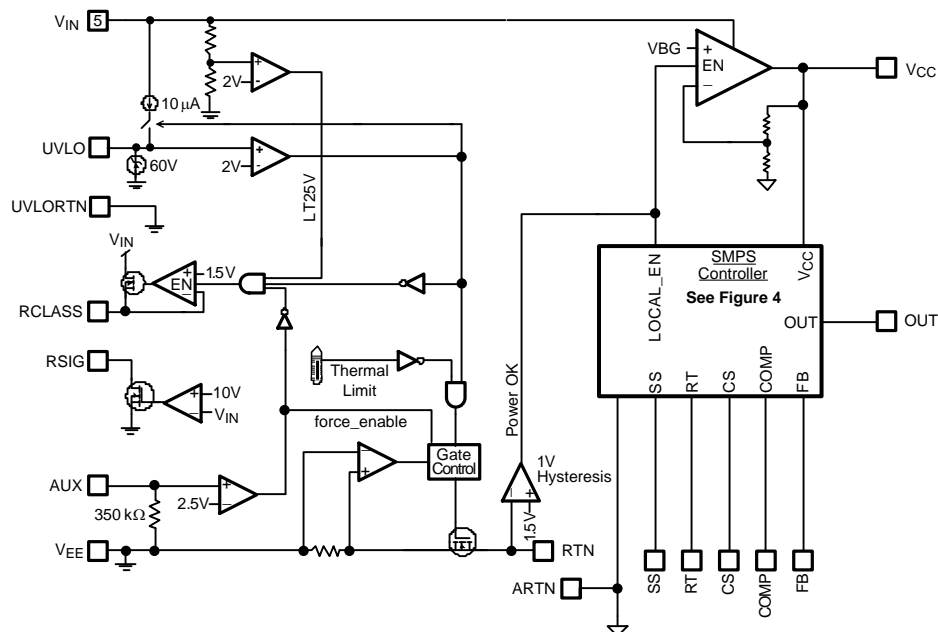 VIN 5
VBG
+
EN
−
VCC
+
2V -
10 µA
UVLO
60V
+
2V -
LT25V
UVLORTN
VIN
+
EN
−
1.5V
RCLASS
SMPS
Controller
See Figure 4
LOCAL_EN
VCC
OUT
OUT
SS
RT
CS
COMP
FB
RSIG
+ 10V
− VIN
Thermal
Limit
Power OK
force_enable
−
+
Gate
Control
1V
Hysteresis
AUX
+
2.5V −
350 kΩ
−
+
1.5V
VEE
RTN
ARTN
SS
RT
CS
COMP
FB